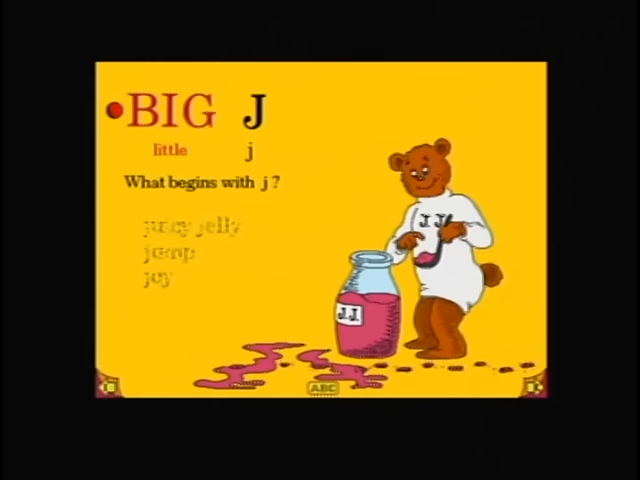 BIG J
little j
What begins with j ?
juicy jelly
jump
joy
J.J.
J.J.
ABC